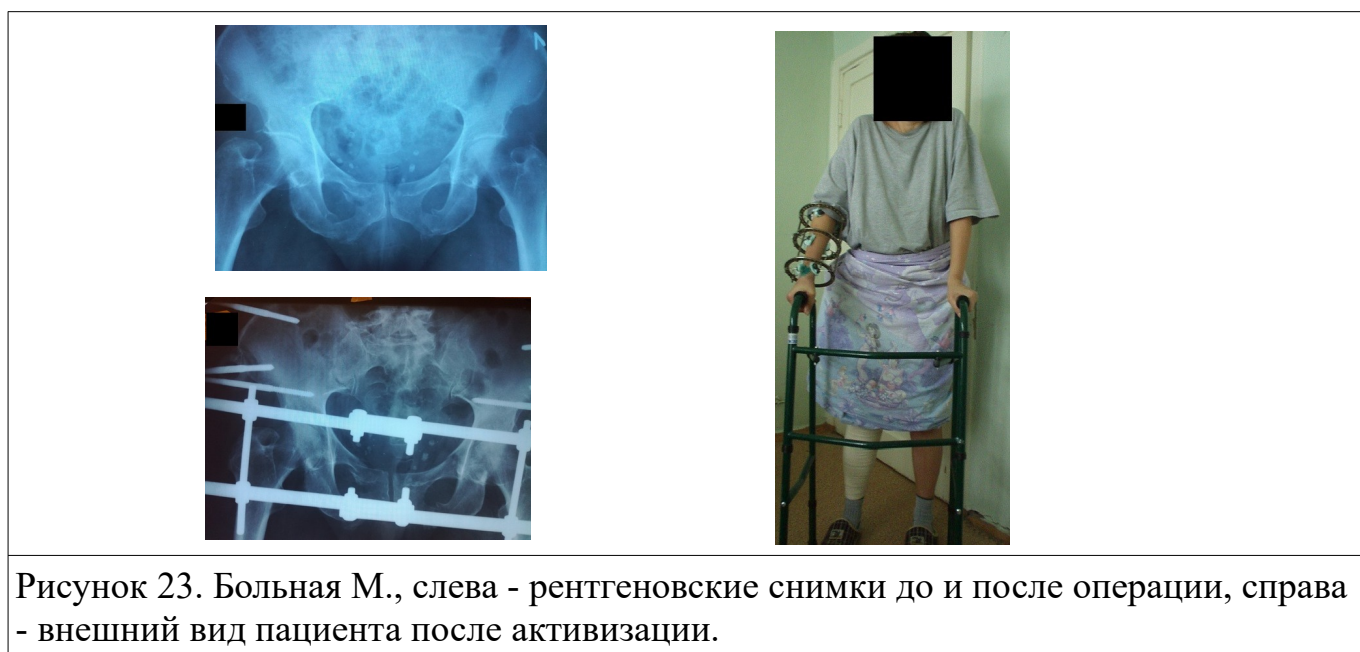 Рисунок 23. Больная М., слева - рентгеновские снимки до и после операции, справа
- внешний вид пациента после активизации.